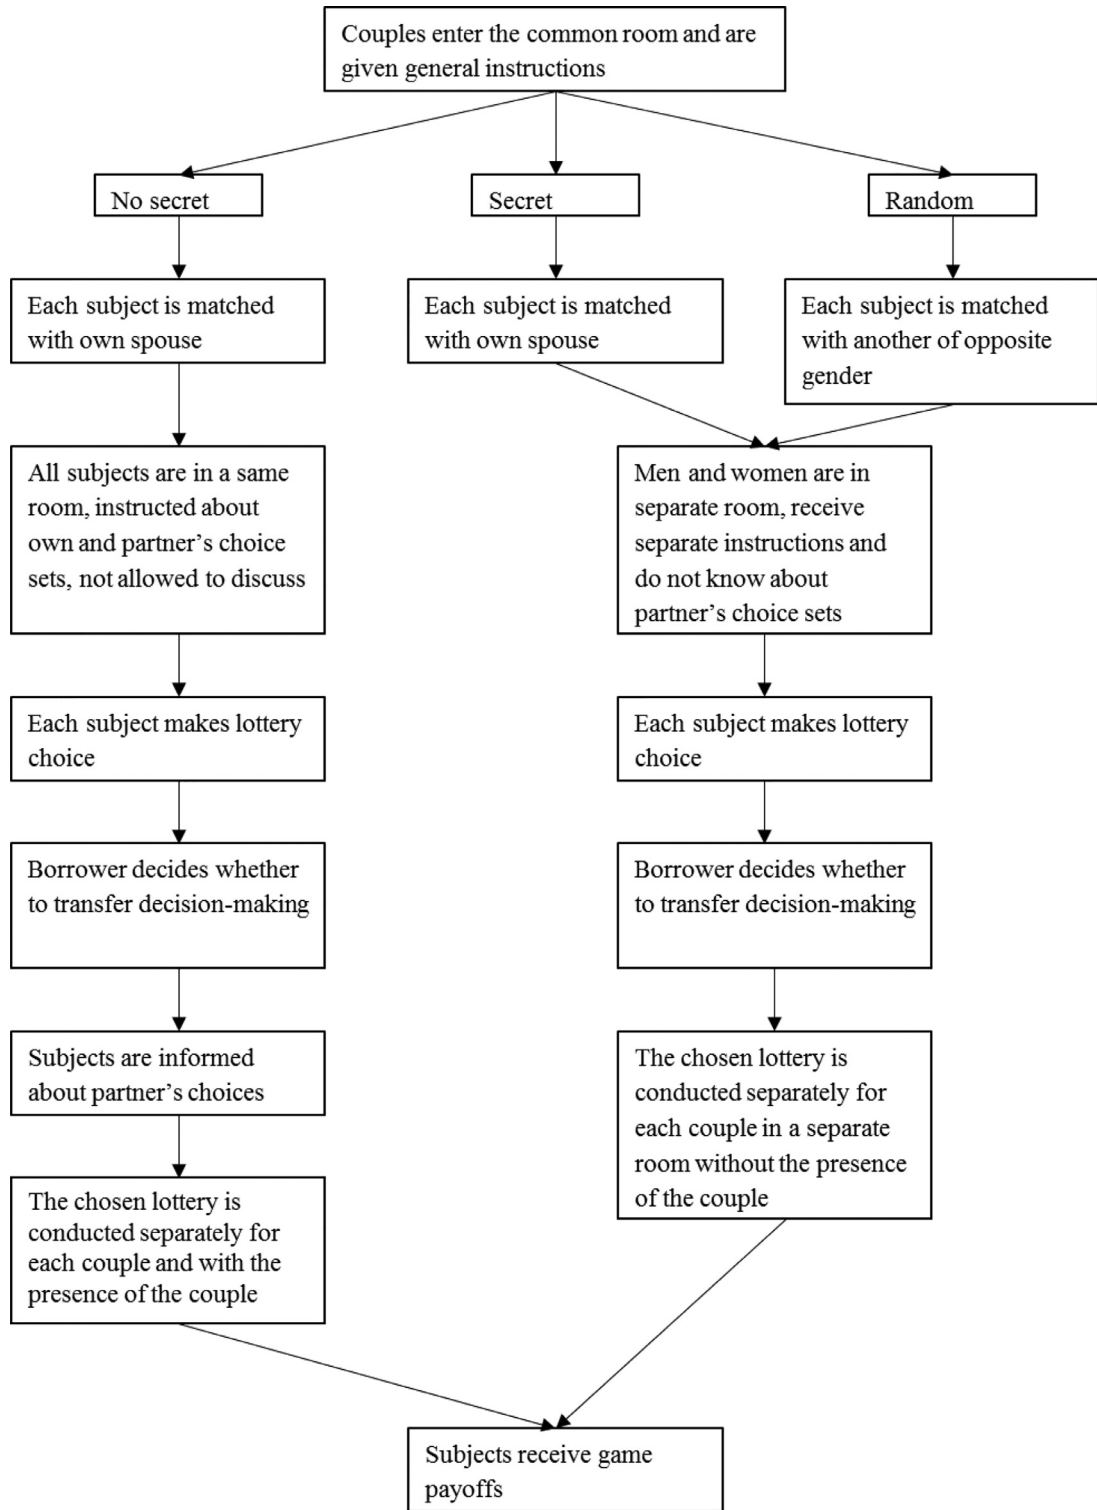 Couples enter the common room and are
given general instructions
No secret
Secret
Random
Each subject is matched
with own spouse
Each subject is matched
with own spouse
Each subject is matched
with another of opposite
gender
All subjects are in a same
room, instructed about
own and partner's choice
sets, not allowed to discuss
Men and women are in
separate room, receive
separate instructions and
do not know about
partner's choice sets
Each subject makes lottery
choice
Each subject makes lottery
choice
Borrower decides whether
to transfer decision-making
Borrower decides whether
to transfer decision-making
Subjects are informed
about partner's choices
The chosen lottery is
conducted separately for
each couple in a separate
room without the presence
of the couple
The chosen lottery is
conducted separately for
each couple and with the
presence of the couple
Subjects receive game
payoffs